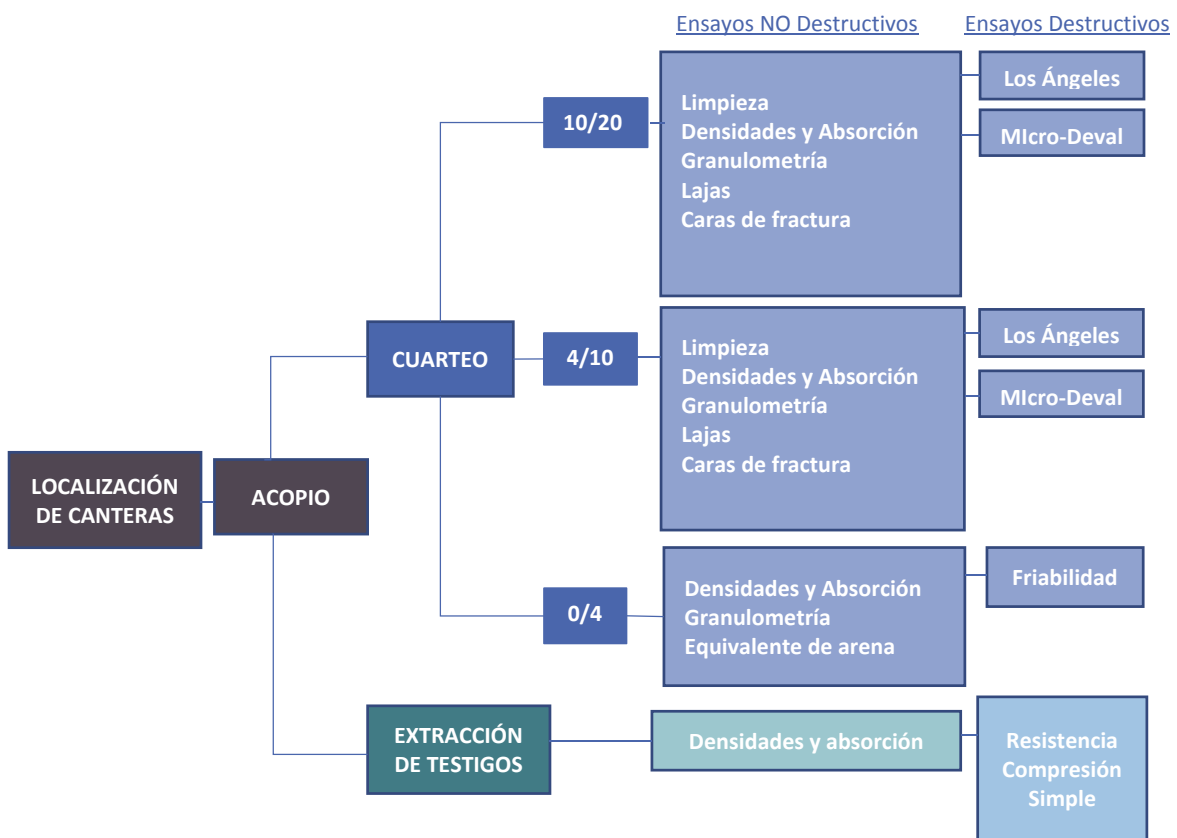 Ensayos NO Destructivos
Ensayos Destructivos
10/20
Limpieza
Densidades y Absorción
Granulometría
Lajas
Caras de fractura
Los Ángeles
MIcro-Deval
CUARTEO
4/10
Limpieza
Densidades y Absorción
Granulometría
Lajas
Caras de fractura
Los Ángeles
MIcro-Deval
LOCALIZACIÓN
DE CANTERAS
ACOPIO
0/4
Densidades y Absorción
Granulometría
Equivalente de arena
Friabilidad
EXTRACCIÓN
DE TESTIGOS
Densidades y absorción
Resistencia
Compresión
Simple